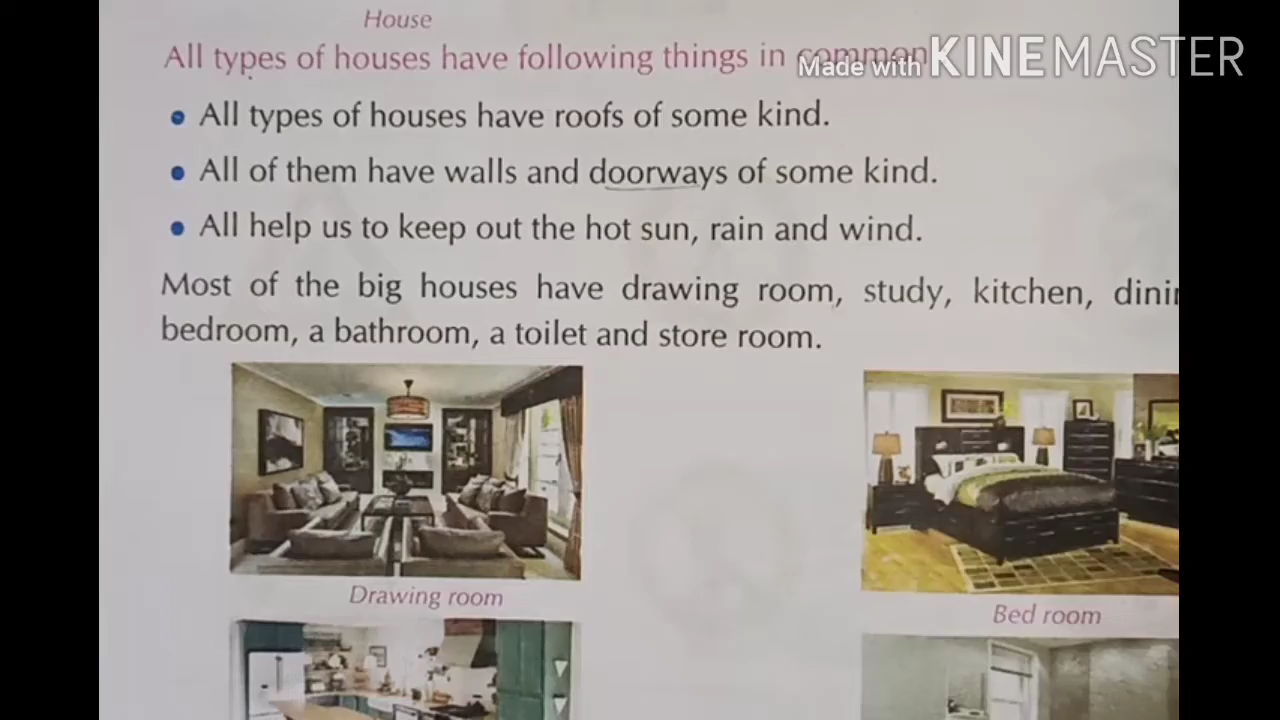 House
All types of houses have following things in common
Made with KINEMASTER
• All types of houses have roofs of some kind.
• All of them have walls and doorways of some kind.
• All help us to keep out the hot sun, rain and wind.
Most of the big houses have drawing room, study, kitchen,
bedroom, a bathroom, a toilet and store room.
Drawing room
Bed room